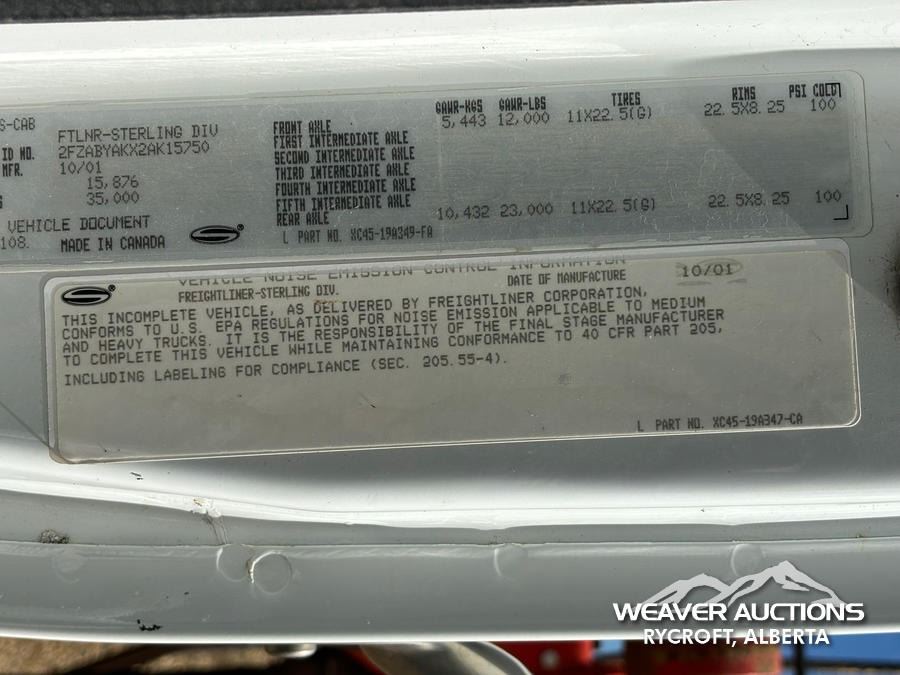 S-CAB
FTLNR-STERLING DIV
ID NO. 2FZABYAKX2AK15750
MFR. 10/01
15,876
S 35,000
VEHICLE DOCUMENT
108. MADE IN CANADA
GAWR-KGS GAWR-LBS TIRES RIMS PSI COLD
FRONT AXLE 5,443 12,000 11X22.5(G) 22.5X8.25 100
FIRST INTERMEDIATE AXLE
SECOND INTERMEDIATE AXLE
THIRD INTERMEDIATE AXLE
FOURTH INTERMEDIATE AXLE
FIFTH INTERMEDIATE AXLE
REAR AXLE 10,432 23,000 11X22.5(G) 22.5X8.25 100
L PART NO. XC45-19A349-FA
VEHICLE NOISE EMISSION CONTROL INFORMATION
FREIGHTLINER-STERLING DIV. DATE OF MANUFACTURE 10/01
THIS INCOMPLETE VEHICLE, AS DELIVERED BY FREIGHTLINER CORPORATION,
CONFORMS TO U.S. EPA REGULATIONS FOR NOISE EMISSION APPLICABLE TO MEDIUM
AND HEAVY TRUCKS. IT IS THE RESPONSIBILITY OF THE FINAL STAGE MANUFACTURER
TO COMPLETE THIS VEHICLE WHILE MAINTAINING CONFORMANCE TO 40 CFR PART 205,
INCLUDING LABELING FOR COMPLIANCE (SEC. 205.55-4).
L PART NO. XC45-19A347-CA
WEAVER AUCTIONS
RYCROFT, ALBERTA